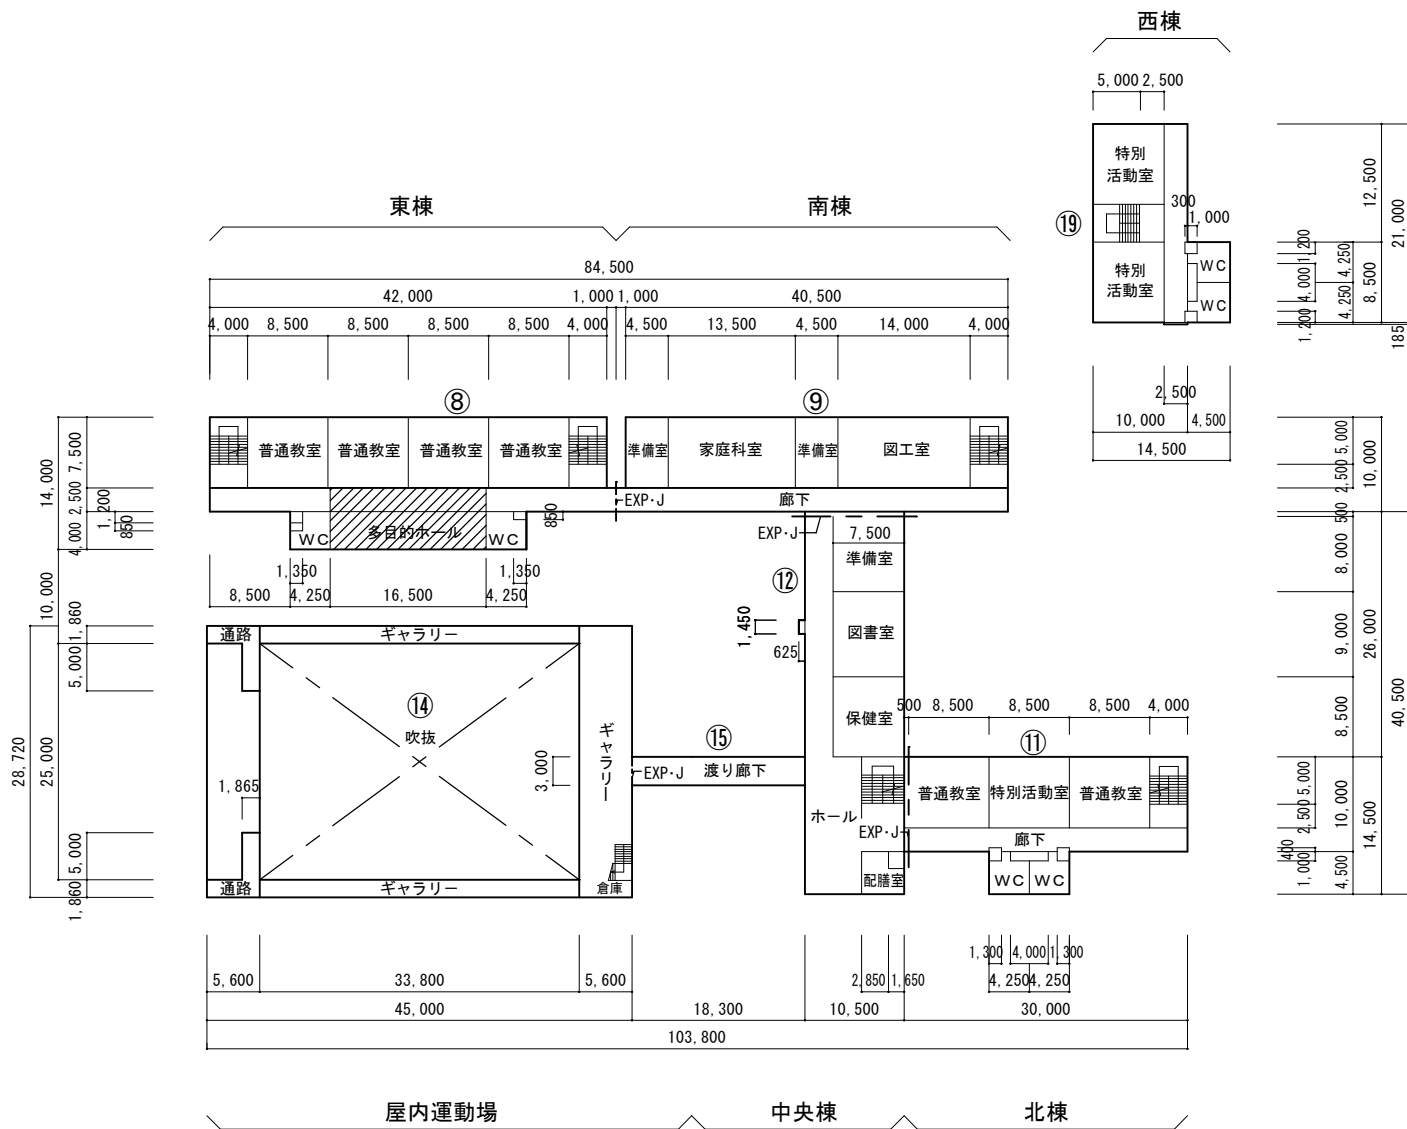 西棟
5,000 2,500
特別
活動室
300
1,000
⑲
特別
活動室
WC
WC
12,500
21,000
1,200
4,000
1,200
4,250
4,250
8,500
185
2,500
10,000 4,500
14,500
東棟
南棟
84,500
42,000 1,000 1,000 40,500
4,000 8,500 8,500 8,500 8,500 4,000 4,500 13,500 4,500 14,000 4,000
⑧
⑨
普通教室 普通教室 普通教室 普通教室 準備室 家庭科室 準備室 図工室
EXP・J
廊下
WC 多目的ホール WC
850
14,000
7,500
2,500
4,000
1,200
850
10,000
1,350 1,350
8,500 4,250 16,500 4,250
EXP・J
7,500
準備室
⑫
図書室
1,450
625
保健室
5,000
2,500
10,000
500
8,000
9,000
26,000
8,500
40,500
1,860
5,000
28,720
25,000
5,000
1,860
通路 ギャラリー
⑭
吹抜
ギャラリー
1,865
通路 ギャラリー
倉庫
⑮
EXP・J 渡り廊下
3,000
ホール
EXP・J
配膳室
500 8,500 8,500 8,500 4,000
⑪
普通教室 特別活動室 普通教室
廊下
WC WC
5,000
2,500
10,000
14,500
400
1,000
4,500
1,300 4,000 1,300
2,850 1,650 4,250 4,250
5,600 33,800 5,600
45,000 18,300 10,500 30,000
103,800
屋内運動場
中央棟
北棟